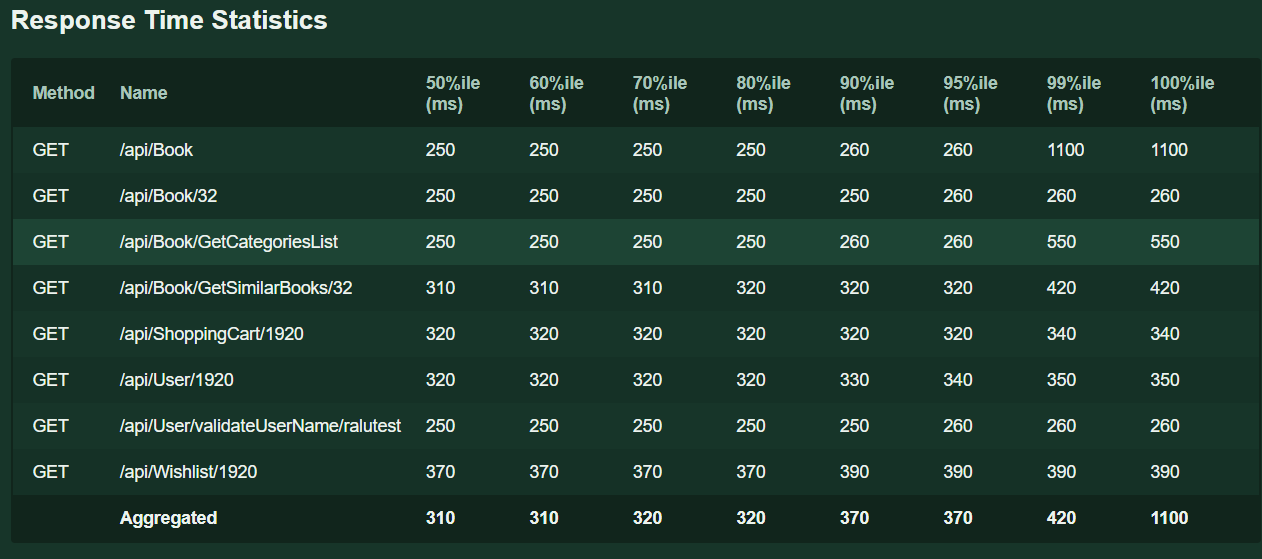 Response Time Statistics
Method Name 50%ile (ms) 60%ile (ms) 70%ile (ms) 80%ile (ms) 90%ile (ms) 95%ile (ms) 99%ile (ms) 100%ile (ms)
GET /api/Book 250 250 250 250 260 260 1100 1100
GET /api/Book/32 250 250 250 250 250 260 260 260
GET /api/Book/GetCategoriesList 250 250 250 250 260 260 550 550
GET /api/Book/GetSimilarBooks/32 310 310 310 320 320 320 420 420
GET /api/ShoppingCart/1920 320 320 320 320 320 320 340 340
GET /api/User/1920 320 320 320 320 330 340 350 350
GET /api/User/validateUserName/ralutest 250 250 250 250 250 260 260 260
GET /api/Wishlist/1920 370 370 370 370 390 390 390 390
Aggregated 310 310 320 320 370 370 420 1100